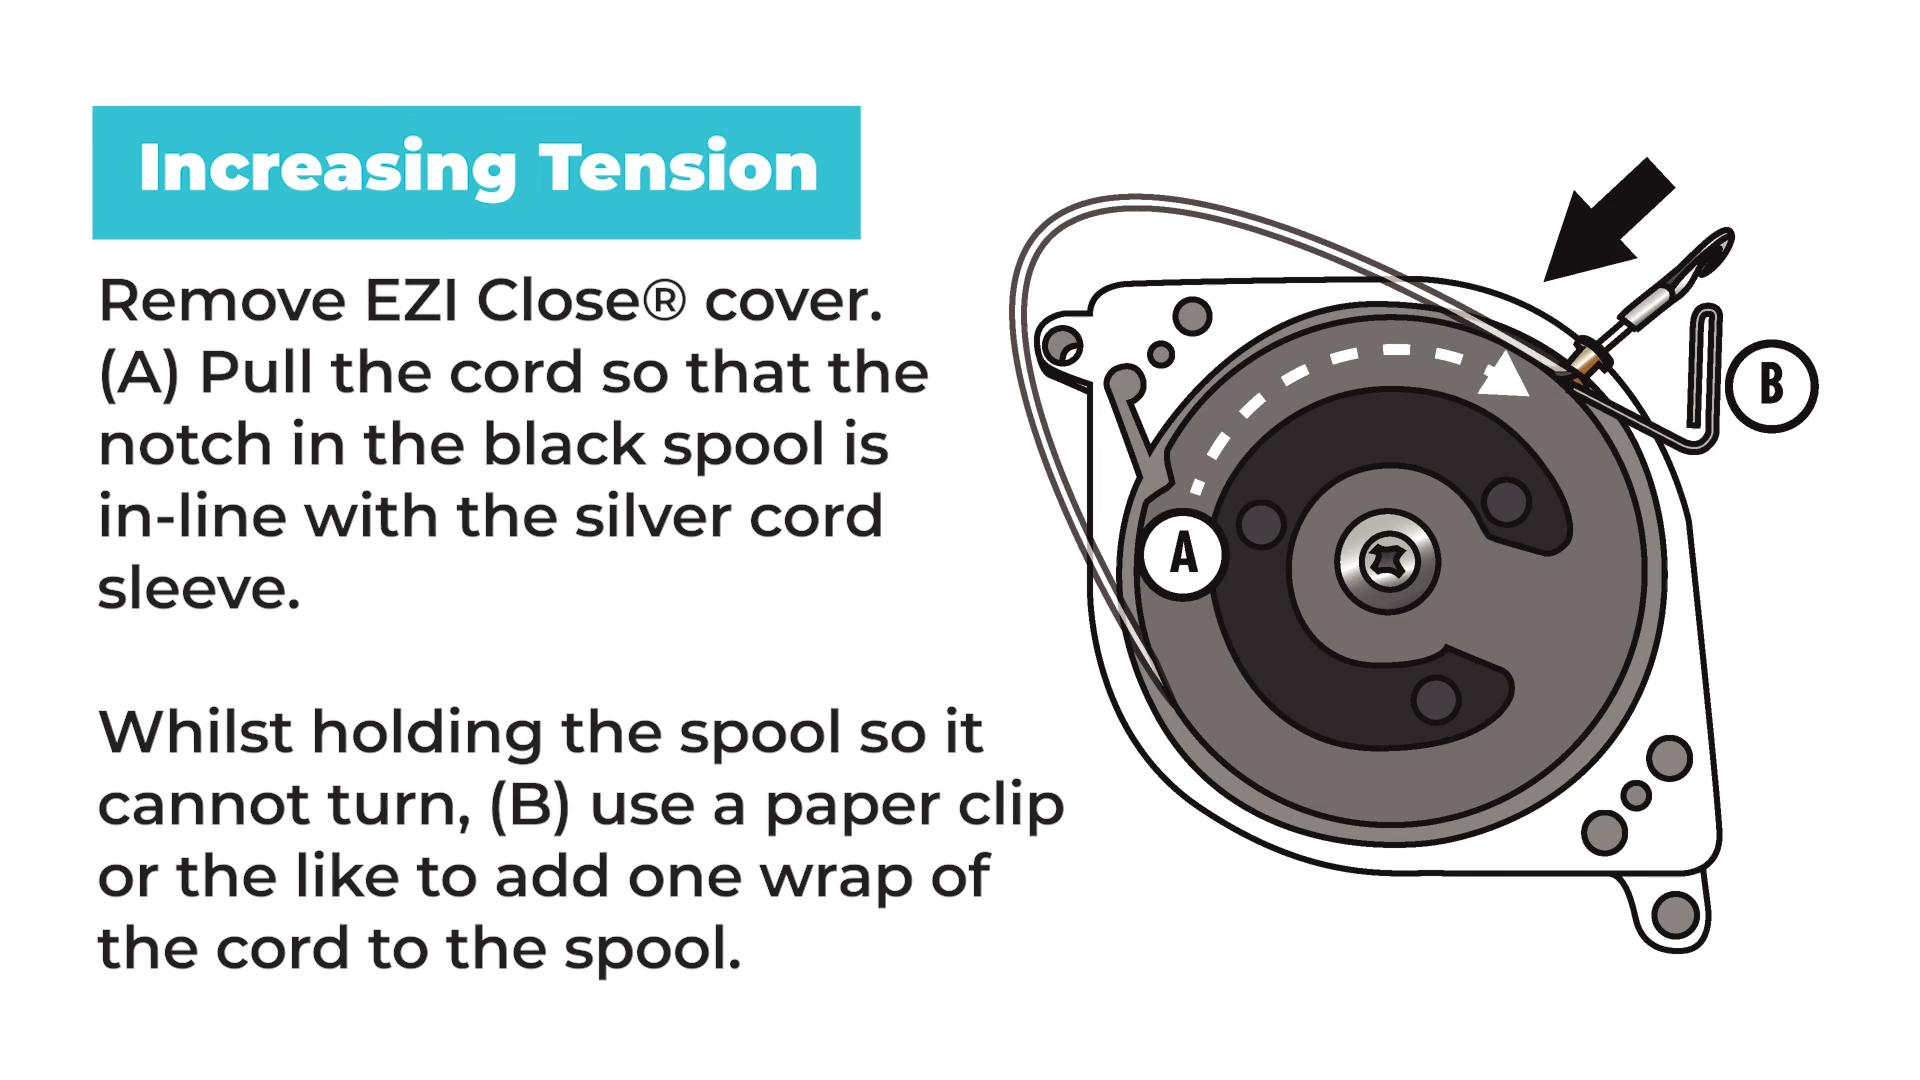 Increasing Tension
Remove EZI Close® cover.
(A) Pull the cord so that the
notch in the black spool is
in-line with the silver cord
sleeve.
Whilst holding the spool so it
cannot turn, (B) use a paper clip
or the like to add one wrap of
the cord to the spool.
A
B